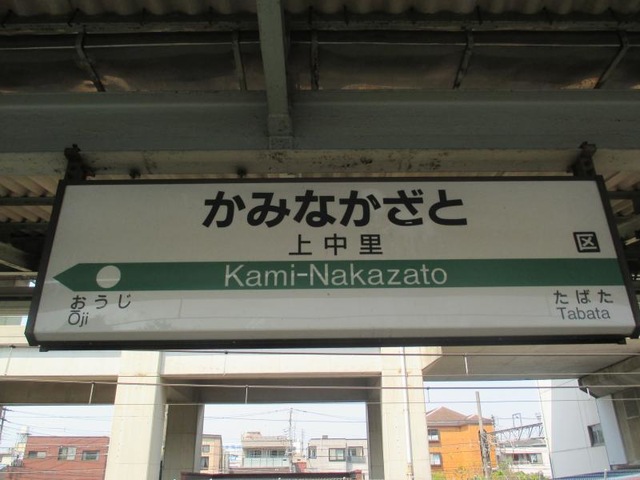 かみなかざと
上中里
区
Kami-Nakazato
おうじ
Ōji
たばた
Tabata